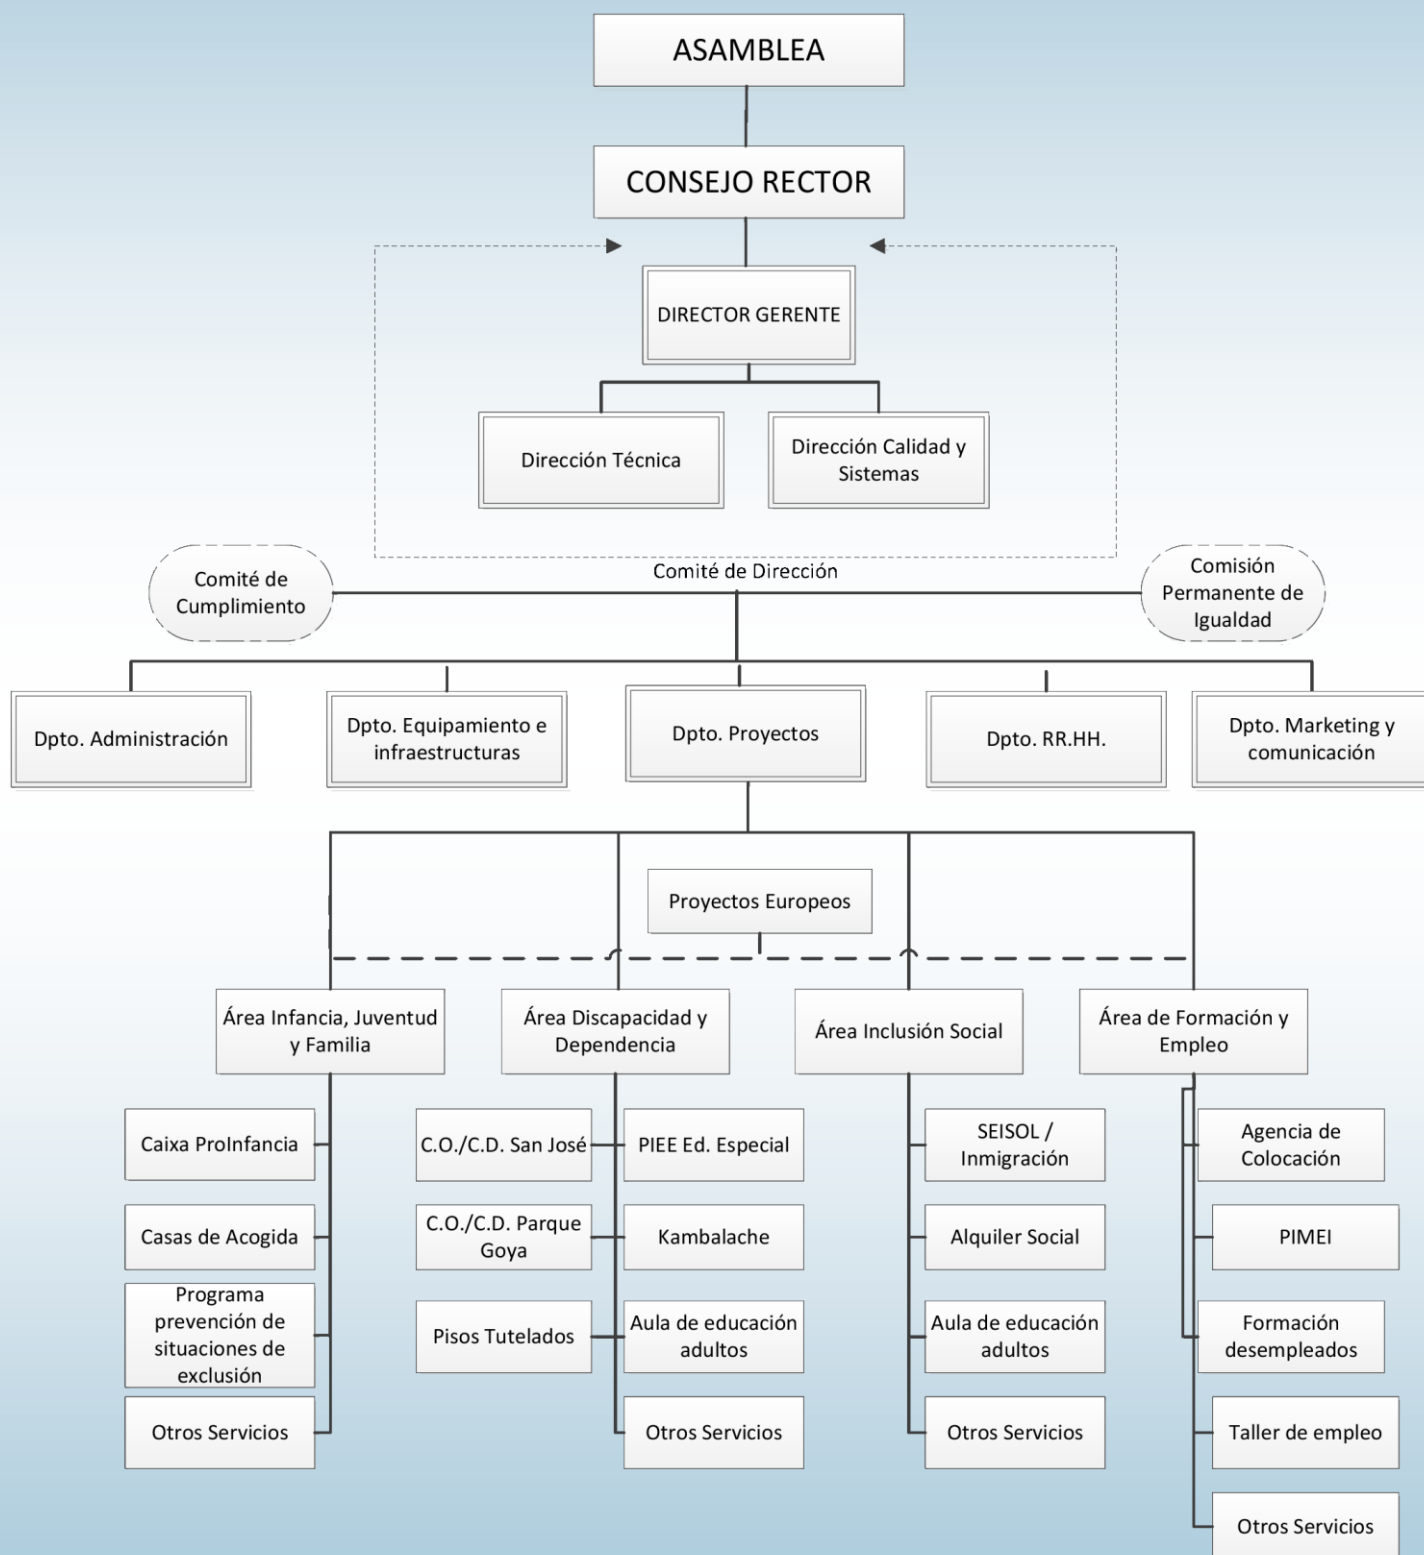 ASAMBLEA
CONSEJO RECTOR
DIRECTOR GERENTE
Dirección Técnica
Dirección Calidad y
Sistemas
Comité de Dirección
Comité de
Cumplimiento
Comisión
Permanente de
Igualdad
Dpto. Administración
Dpto. Equipamiento e
infraestructuras
Dpto. Proyectos
Dpto. RR.HH.
Dpto. Marketing y
comunicación
Proyectos Europeos
Área Infancia, Juventud
y Familia
Área Discapacidad y
Dependencia
Área Inclusión Social
Área de Formación y
Empleo
Caixa ProInfancia
Casas de Acogida
Programa
prevención de
situaciones de
exclusión
Otros Servicios
C.O./C.D. San José
C.O./C.D. Parque
Goya
Pisos Tutelados
PIEE Ed. Especial
Kambalache
Aula de educación
adultos
Otros Servicios
SEISOL /
Inmigración
Alquiler Social
Aula de educación
adultos
Otros Servicios
Agencia de
Colocación
PIMEI
Formación
desempleados
Taller de empleo
Otros Servicios